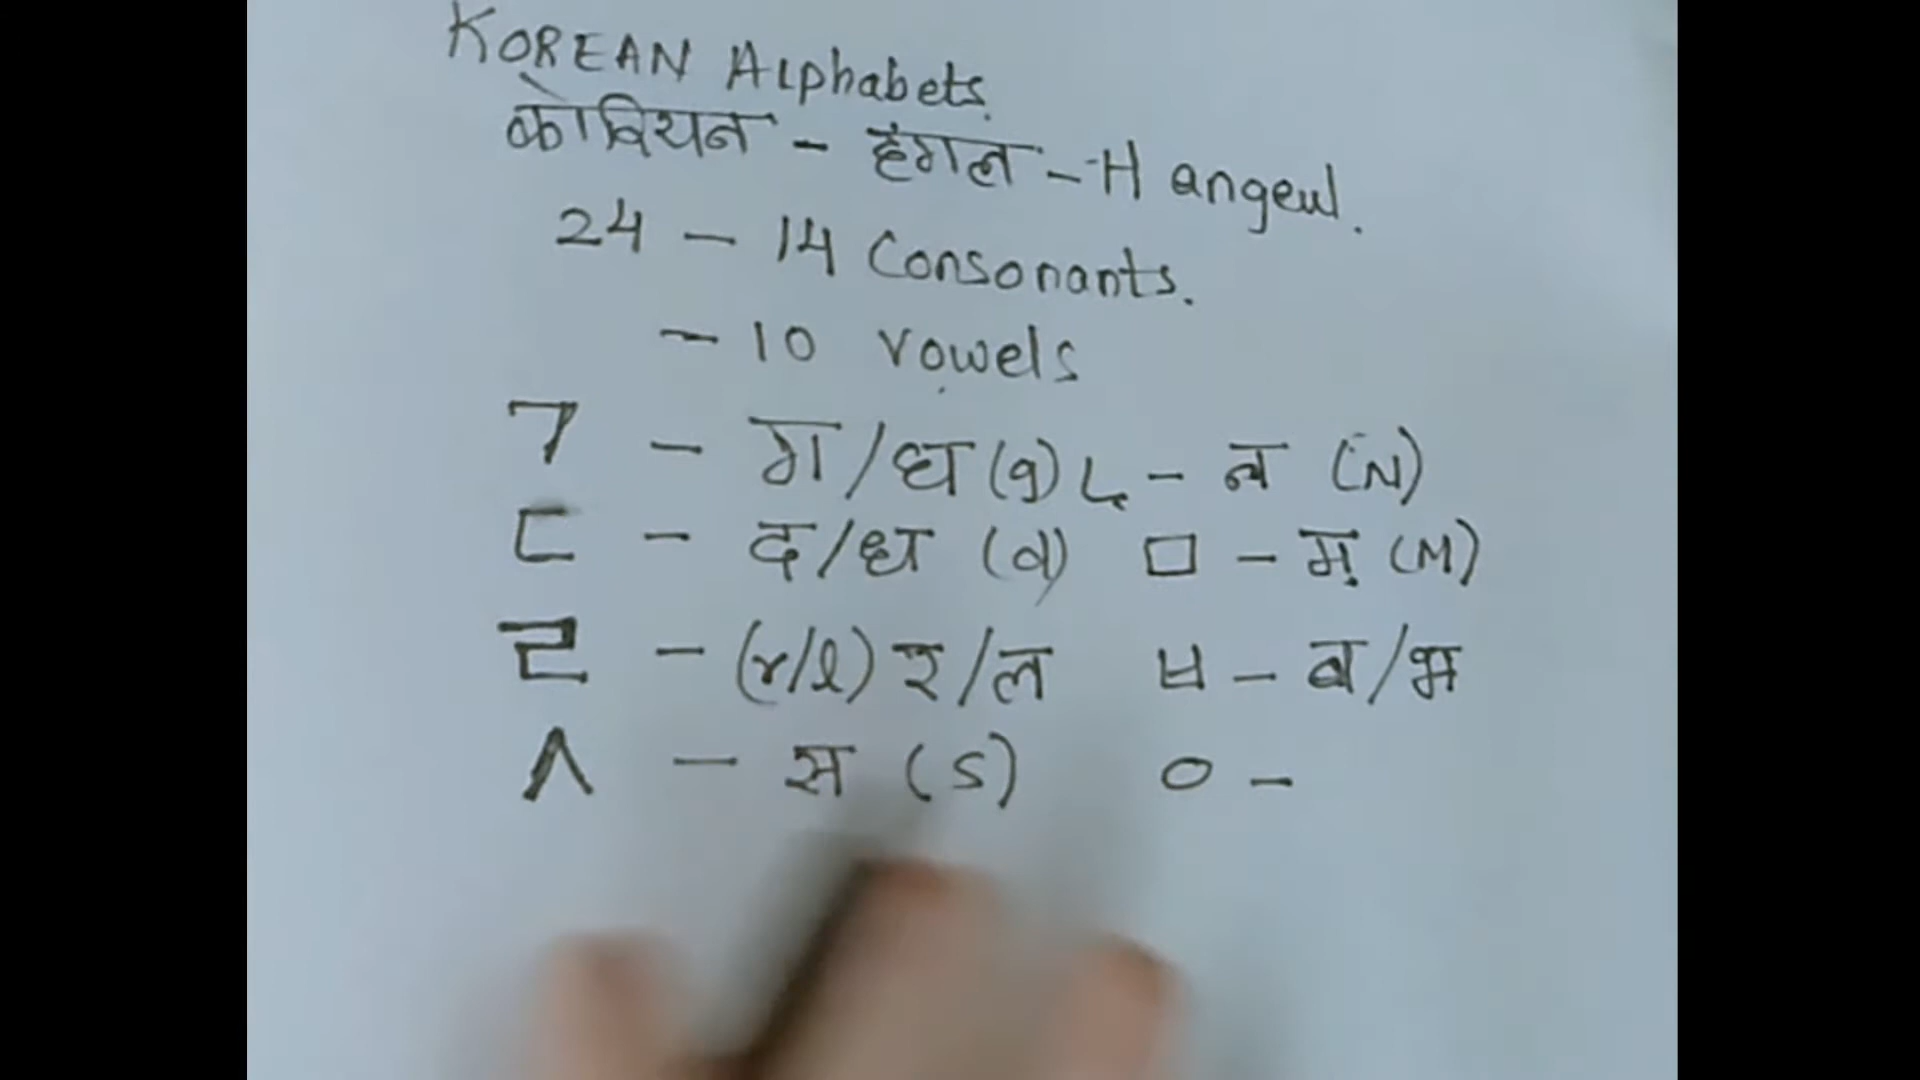 KOREAN Alphabets
कोरियन - हंगल - Hangeul.
24 - 14 Consonants.
- 10 vowels
ㄱ - ग/घ (g) ㄴ - न (N)
ㄷ - द/ध (d) ㅁ - म (M)
ㄹ - (r/l) र/ल ㅂ - ब/भ
ㅅ - स (S) ㅇ -